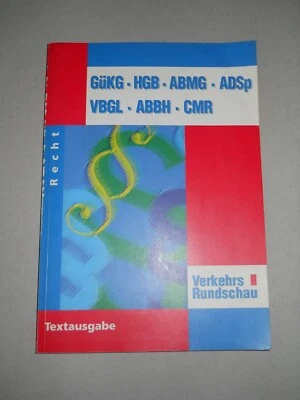 GüKG · HGB · ABMG · ADSp
VBGL · ABBH · CMR
Recht
Verkehrs
Rundschau
Textausgabe